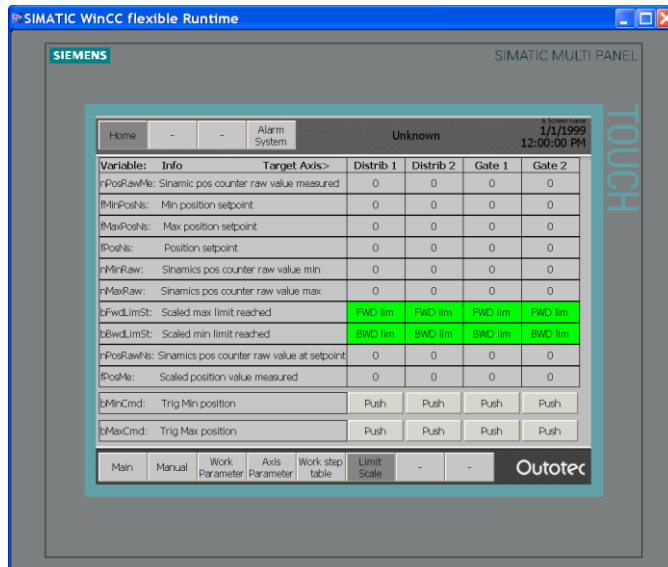 SIMATIC WinCC flexible Runtime
SIEMENS SIMATIC MULTI PANEL
TOUCH
6 Screen name
Home - - Alarm System Unknown 1/1/1999
12:00:00 PM
Variable: Info Target Axis> Distrib 1 Distrib 2 Gate 1 Gate 2
nPosRawMe: Sinamic pos counter raw value measured 0 0 0 0
fMinPosNs: Min position setpoint 0 0 0 0
fMaxPosNs: Max position setpoint 0 0 0 0
fPosNs: Position setpoint 0 0 0 0
nMinRaw: Sinamics pos counter raw value min 0 0 0 0
nMaxRaw: Sinamics pos counter raw value max 0 0 0 0
bFwdLimSt: Scaled max limit reached FWD lim FWD lim FWD lim FWD lim
bBwdLimSt: Scaled min limit reached BWD lim BWD lim BWD lim BWD lim
nPosRawNs: Sinamics pos counter raw value at setpoint 0 0 0 0
fPosMe: Scaled position value measured 0 0 0 0
bMinCmd: Trig Min position Push Push Push Push
bMaxCmd: Trig Max position Push Push Push Push
Main Manual Work Parameter Axis Parameter Work step table Limit Scale - - Outotec